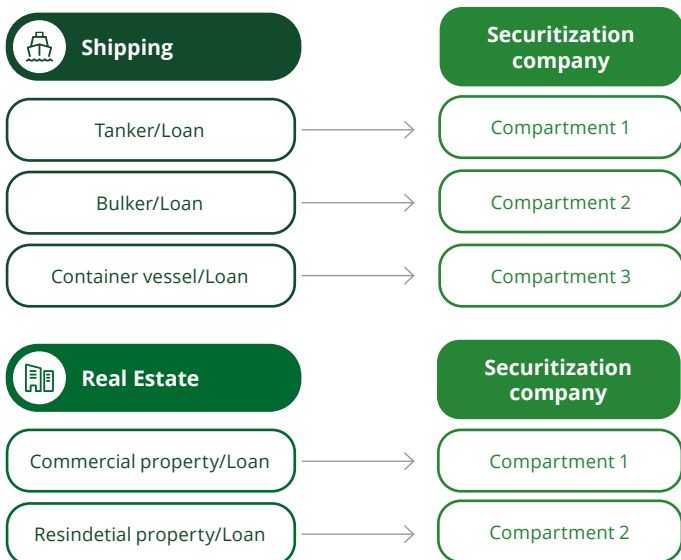 Shipping
Securitization
company
Tanker/Loan
Compartment 1
Bulker/Loan
Compartment 2
Container vessel/Loan
Compartment 3
Real Estate
Securitization
company
Commercial property/Loan
Compartment 1
Resindetial property/Loan
Compartment 2